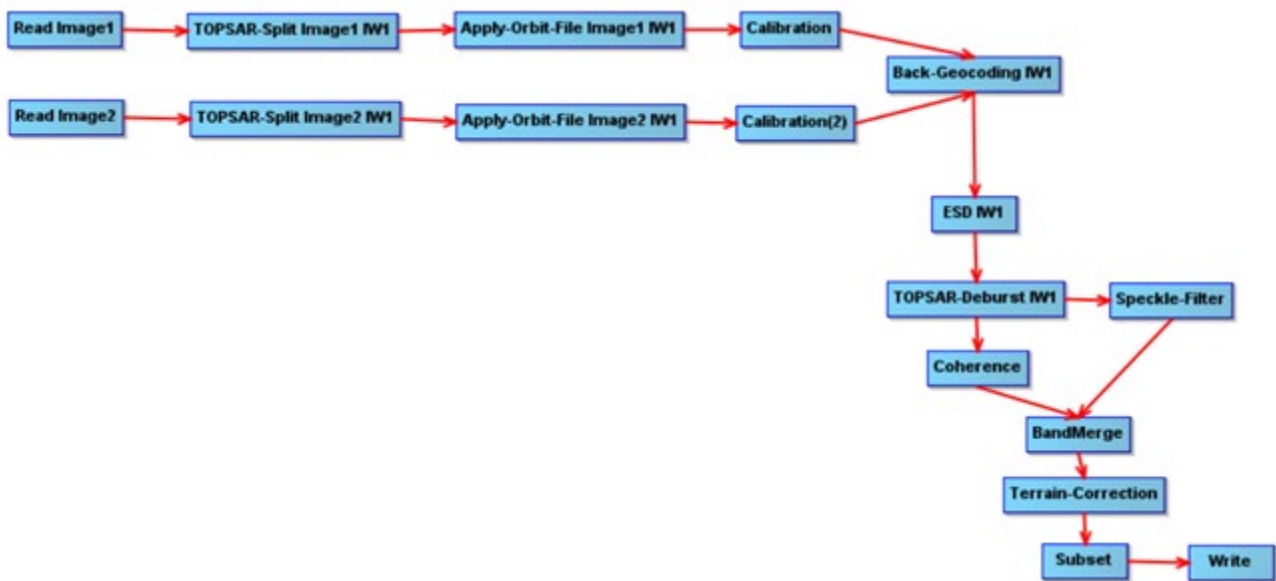 Read Image1
TOPSAR-Split Image1 IW1
Apply-Orbit-File Image1 IW1
Calibration
Back-Geocoding IW1
Read Image2
TOPSAR-Split Image2 IW1
Apply-Orbit-File Image2 IW1
Calibration(2)
ESD IW1
TOPSAR-Deburst IW1
Speckle-Filter
Coherence
BandMerge
Terrain-Correction
Subset
Write